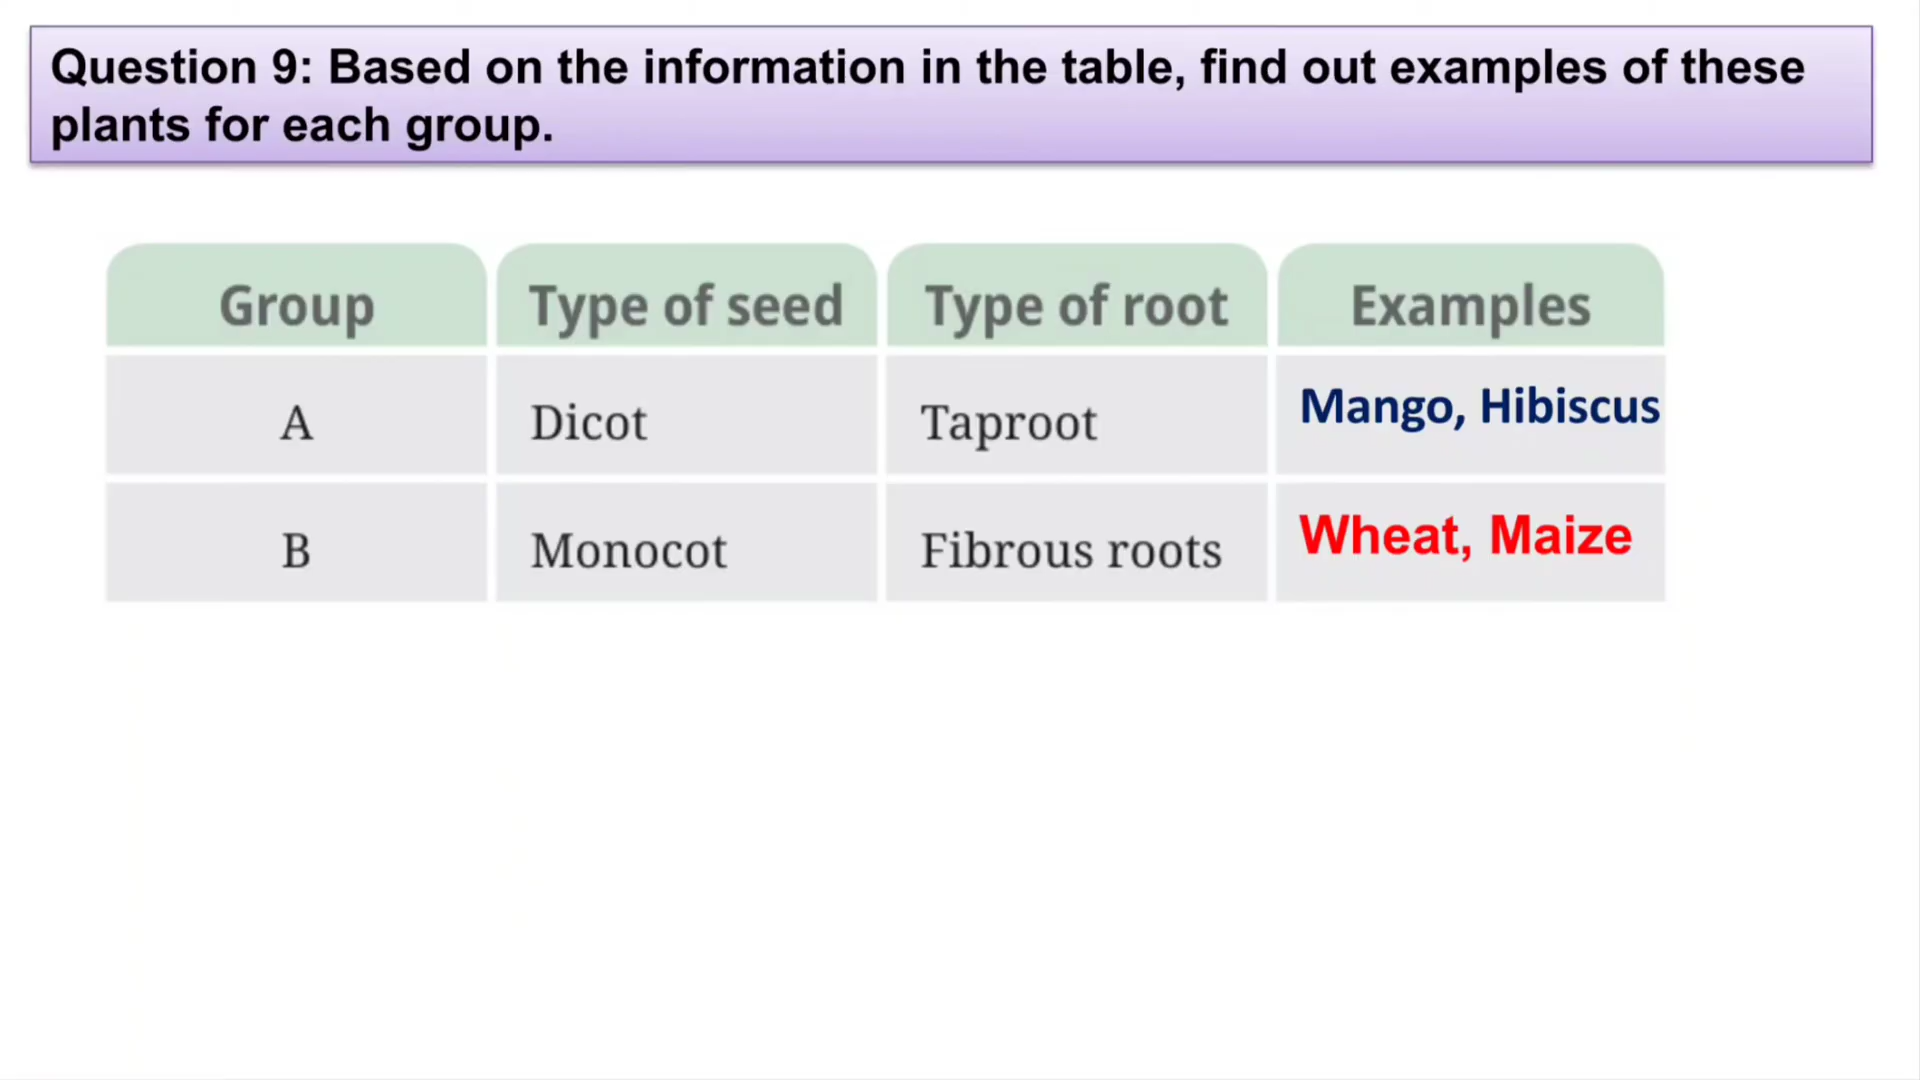 Question 9: Based on the information in the table, find out examples of these
plants for each group.
Group Type of seed Type of root Examples
A Dicot Taproot Mango, Hibiscus
B Monocot Fibrous roots Wheat, Maize